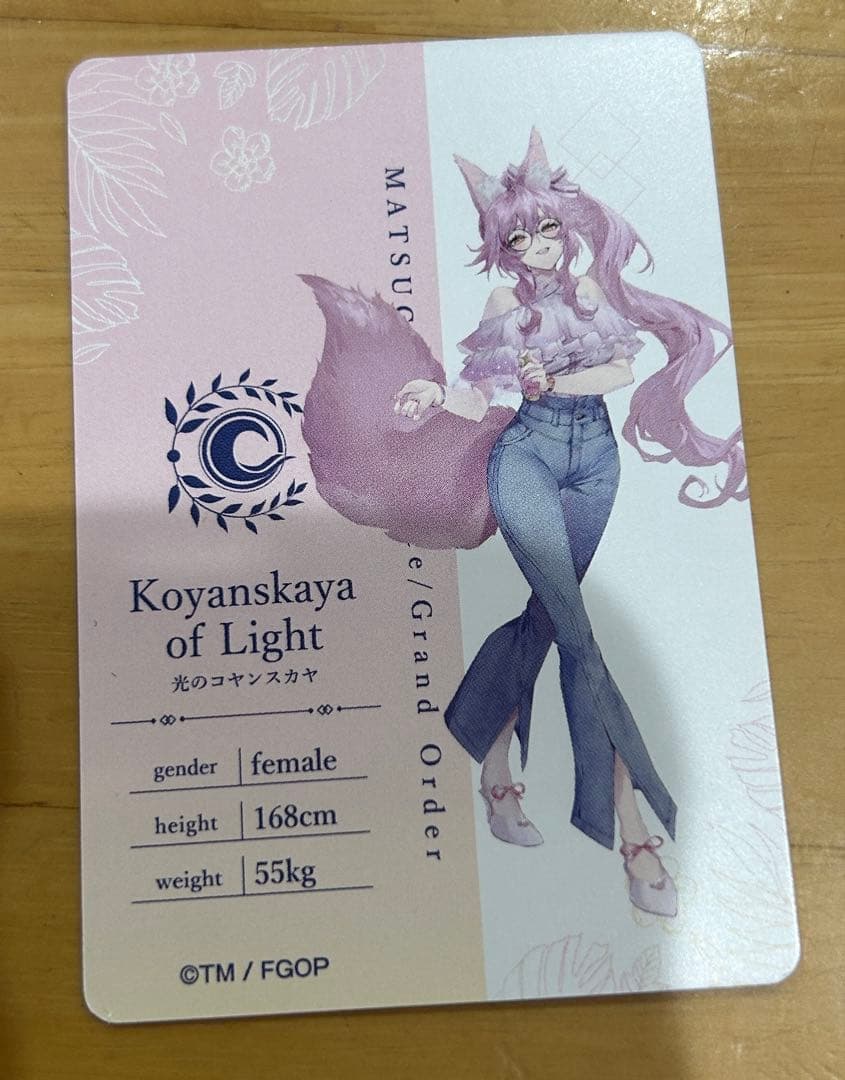 MATSUC
e/Grand Order
Koyanskaya
of Light
光のコヤンスカヤ
gender female
height 168cm
weight 55kg
©TM / FGOP